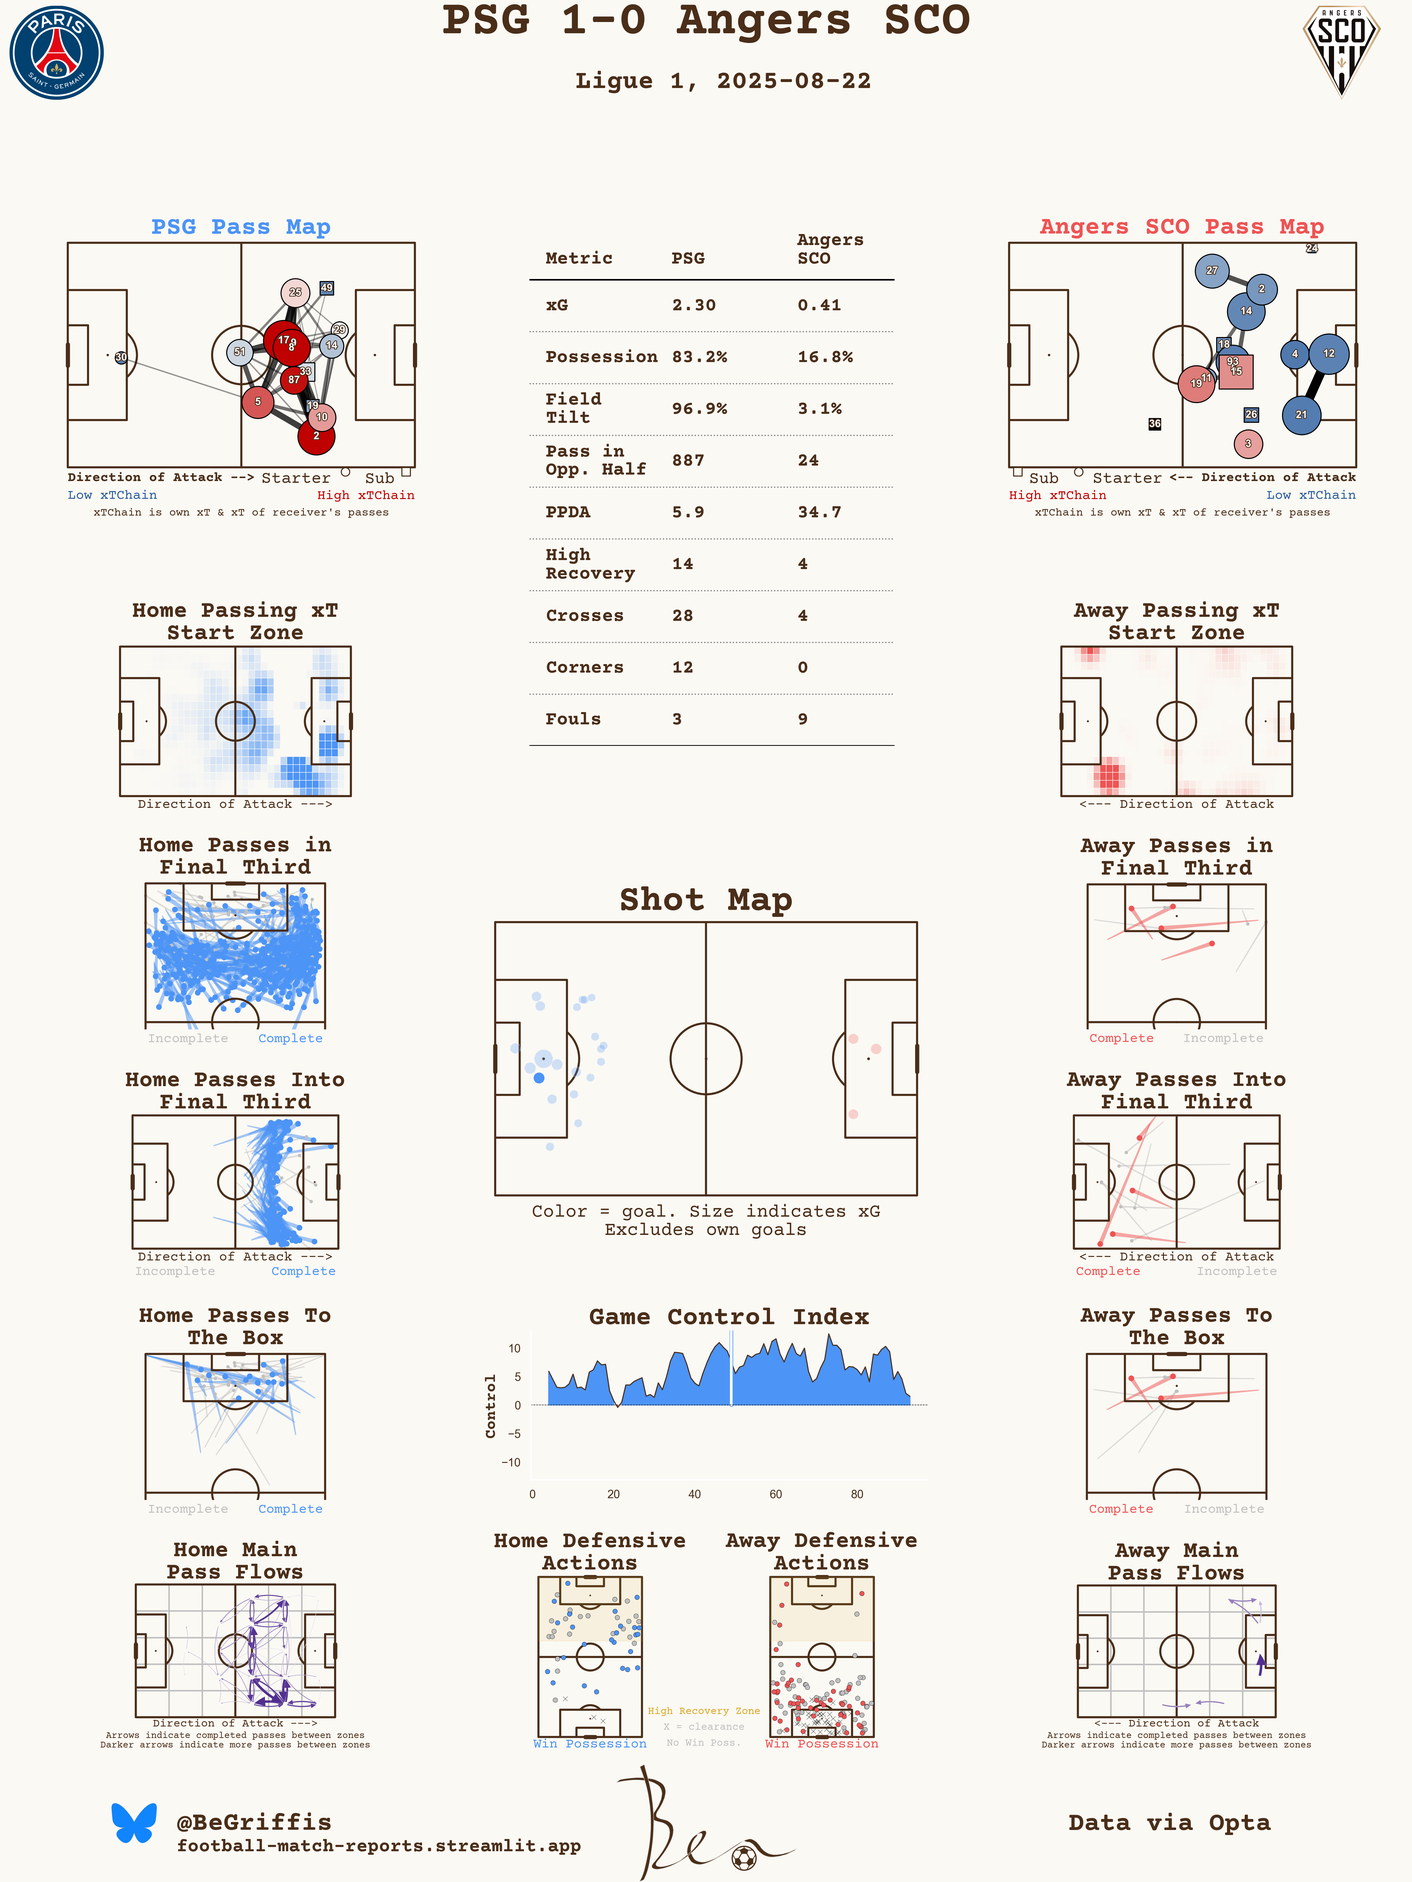 PSG 1-0 Angers SCO
Ligue 1, 2025-08-22
PARIS
SAINT-GERMAIN
ANGERS
SCO
PSG Pass Map
25
49
17
9
8
29
14
51
30
33
87
19
5
10
2
Direction of Attack --> Starter Sub
Low xTChain High xTChain
xTChain is own xT & xT of receiver's passes
Metric PSG Angers SCO
xG 2.30 0.41
Possession 83.2% 16.8%
Field Tilt 96.9% 3.1%
Pass in Opp. Half 887 24
PPDA 5.9 34.7
High Recovery 14 4
Crosses 28 4
Corners 12 0
Fouls 3 9
Angers SCO Pass Map
24
27
2
14
18
93
15
4
12
11
19
26
21
36
3
Sub Starter <-- Direction of Attack
High xTChain Low xTChain
xTChain is own xT & xT of receiver's passes
Home Passing xT
Start Zone
Direction of Attack --->
Away Passing xT
Start Zone
<--- Direction of Attack
Home Passes in
Final Third
Incomplete Complete
Away Passes in
Final Third
Complete Incomplete
Shot Map
Color = goal. Size indicates xG
Excludes own goals
Home Passes Into
Final Third
Direction of Attack --->
Incomplete Complete
Away Passes Into
Final Third
<--- Direction of Attack
Complete Incomplete
Home Passes To
The Box
Incomplete Complete
Game Control Index
Control
10
5
0
−5
−10
0 20 40 60 80
Away Passes To
The Box
Complete Incomplete
Home Main
Pass Flows
Direction of Attack --->
Arrows indicate completed passes between zones
Darker arrows indicate more passes between zones
Home Defensive
Actions
Win Possession
High Recovery Zone
X = clearance
No Win Poss.
Away Defensive
Actions
Win Possession
Away Main
Pass Flows
<--- Direction of Attack
Arrows indicate completed passes between zones
Darker arrows indicate more passes between zones
@BeGriffis
football-match-reports.streamlit.app
Ben
Data via Opta